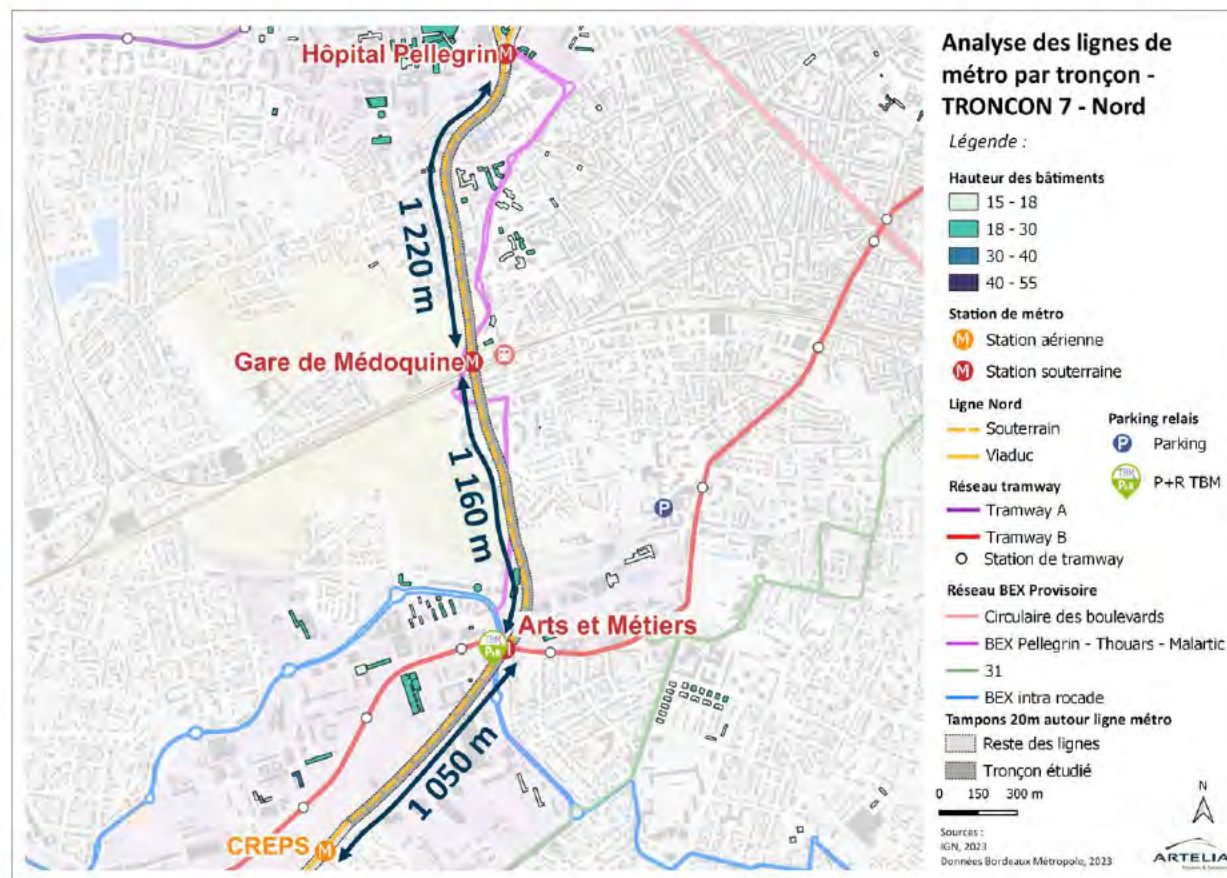 Hôpital Pellegrin
M
1 220 m
Gare de Médoquine
M
1 160 m
P
Arts et Métiers
TBM
P+R
1 050 m
CREPS
M
Analyse des lignes de
métro par tronçon -
TRONCON 7 - Nord
Légende :
Hauteur des bâtiments
15 - 18
18 - 30
30 - 40
40 - 55
Station de métro
M Station aérienne
M Station souterraine
Ligne Nord
Souterrain
Viaduc
Parking relais
P Parking
TBM
P+R
P+R TBM
Réseau tramway
Tramway A
Tramway B
Station de tramway
Réseau BEX Provisoire
Circulaire des boulevards
BEX Pellegrin - Thouars - Malartic
31
BEX intra rocade
Tampons 20m autour ligne métro
Reste des lignes
Tronçon étudié
0 150 300 m
N
Sources :
IGN, 2023
Données Bordeaux Métropole, 2023
ARTELIA